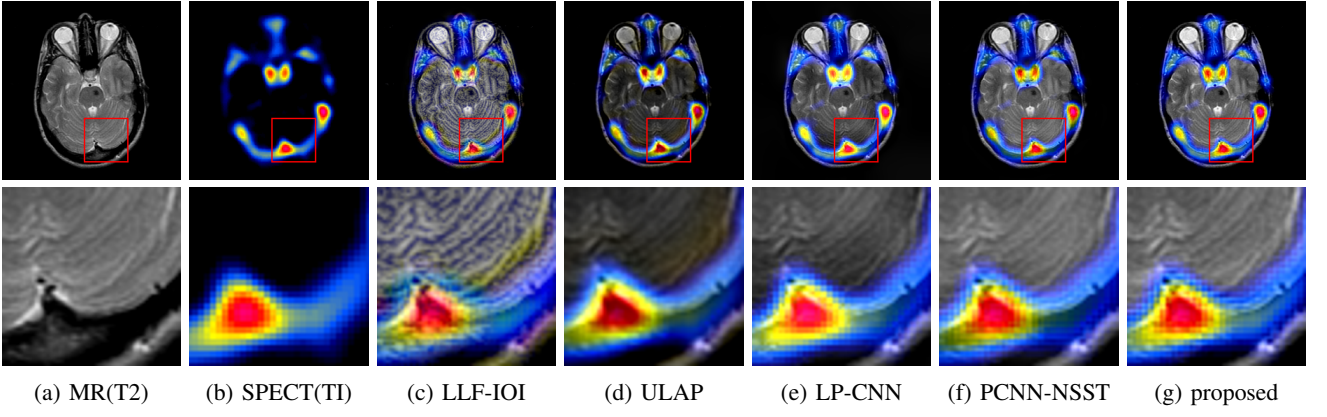 (a) MR(T2) (b) SPECT(TI) (c) LLF-IOI (d) ULAP (e) LP-CNN (f) PCNN-NSST (g) proposed